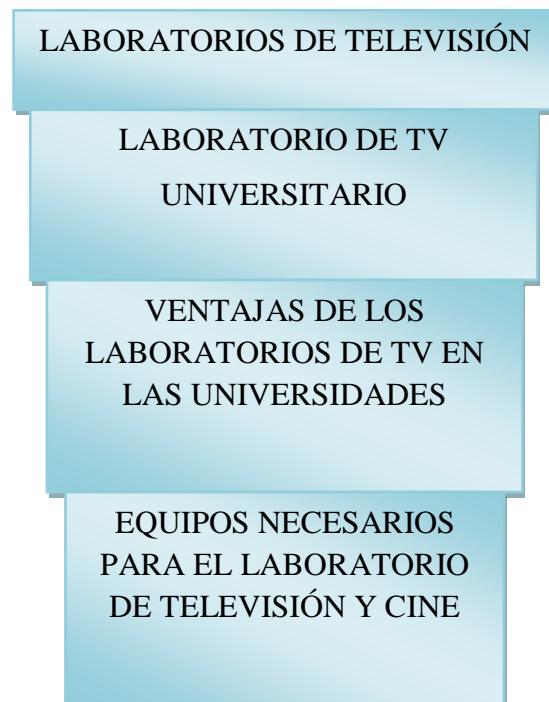 LABORATORIOS DE TELEVISIÓN
LABORATORIO DE TV
UNIVERSITARIO
VENTAJAS DE LOS
LABORATORIOS DE TV EN
LAS UNIVERSIDADES
EQUIPOS NECESARIOS
PARA EL LABORATORIO
DE TELEVISIÓN Y CINE